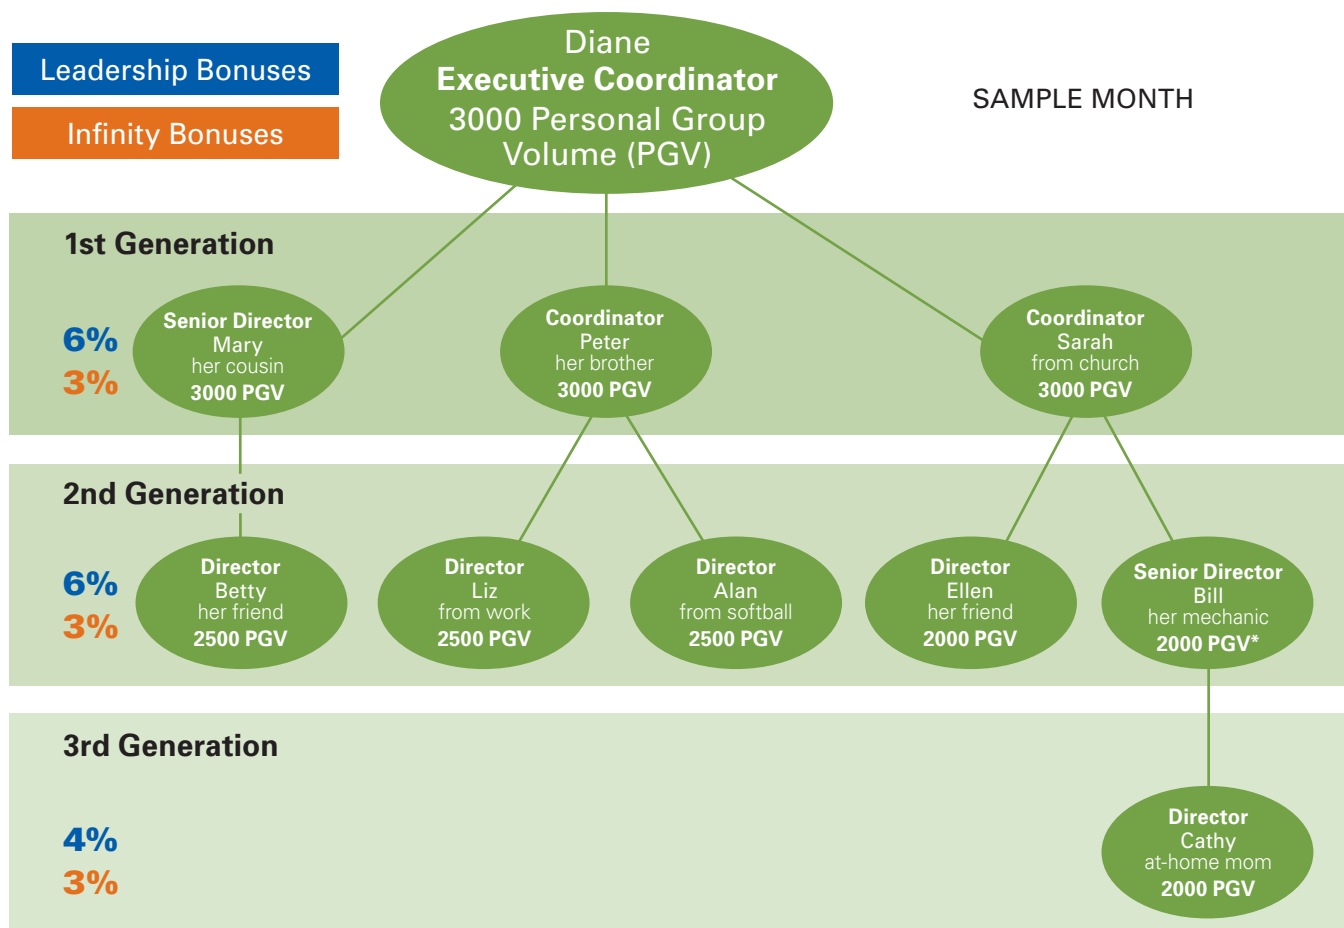 Leadership Bonuses
Infinity Bonuses
Diane
Executive Coordinator
3000 Personal Group
Volume (PGV)
SAMPLE MONTH
1st Generation
6%
3%
Senior Director
Mary
her cousin
3000 PGV
Coordinator
Peter
her brother
3000 PGV
Coordinator
Sarah
from church
3000 PGV
2nd Generation
6%
3%
Director
Betty
her friend
2500 PGV
Director
Liz
from work
2500 PGV
Director
Alan
from softball
2500 PGV
Director
Ellen
her friend
2000 PGV
Senior Director
Bill
her mechanic
2000 PGV*
3rd Generation
4%
3%
Director
Cathy
at-home mom
2000 PGV